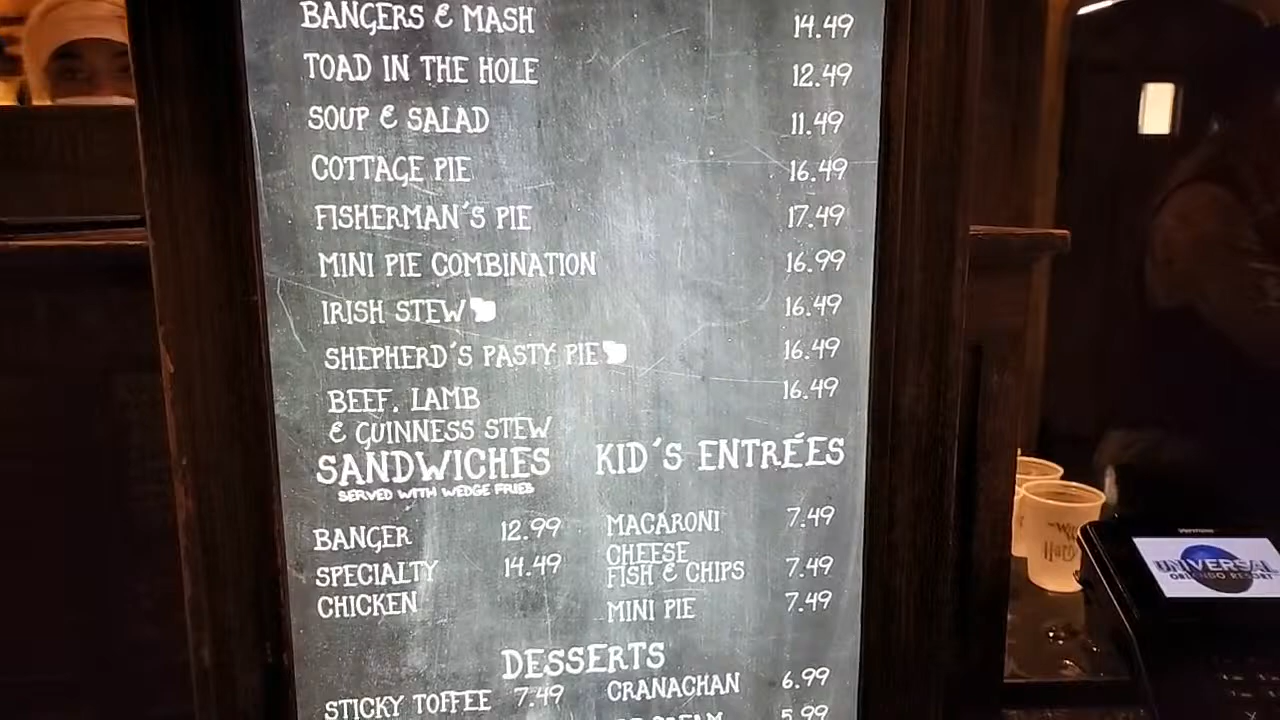 BANGERS & MASH 14.49
TOAD IN THE HOLE 12.49
SOUP & SALAD 11.49
COTTAGE PIE 16.49
FISHERMAN'S PIE 17.49
MINI PIE COMBINATION 16.99
IRISH STEW 16.49
SHEPHERD'S PASTY PIE 16.49
BEEF, LAMB 16.49
& GUINNESS STEW
SANDWICHES
SERVED WITH WEDGE FRIES
BANGER 12.99
SPECIALTY 14.49
CHICKEN
KID'S ENTRÉES
MACARONI 7.49
CHEESE
FISH & CHIPS 7.49
MINI PIE 7.49
DESSERTS
STICKY TOFFEE 7.49
CRANACHAN 6.99
CREAM 5.99
UNIVERSAL
ORLANDO RESORT